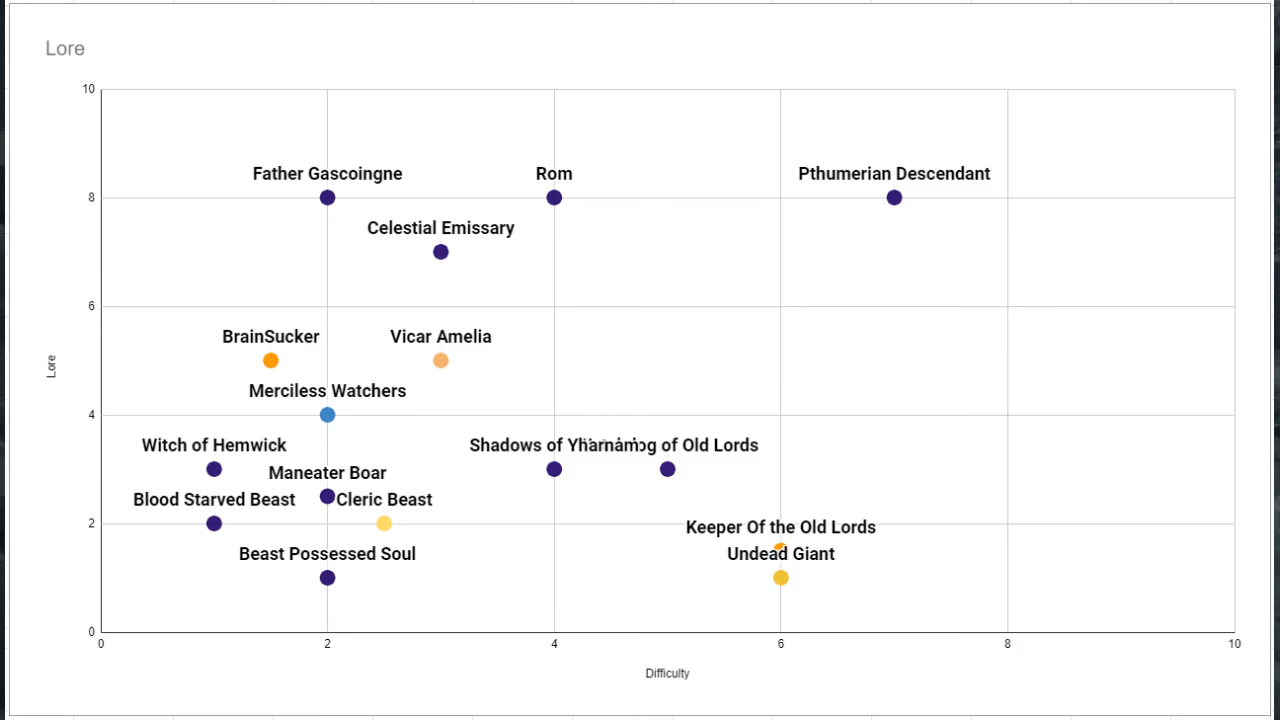 Lore
10
Father Gascoingne
Rom
Pthumerian Descendant
8
Celestial Emissary
6
BrainSucker
Vicar Amelia
Lore
Merciless Watchers
4
Witch of Hemwick
Shadows of
of Old Lords
Maneater Boar
Blood Starved Beast
Cleric Beast
2
Keeper Of the Old Lords
Beast Possessed Soul
Undead Giant
0
0
2
4
6
8
10
Difficulty